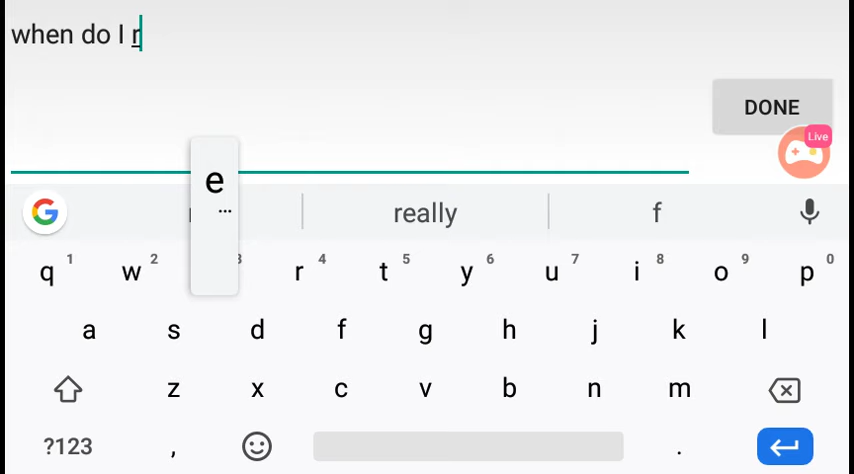 when do I r
DONE
Live
e
...
really
f
q 1 w 2 3 r 4 t 5 y 6 u 7 i 8 o 9 p 0
a s d f g h j k l
z x c v b n m
?123 , .